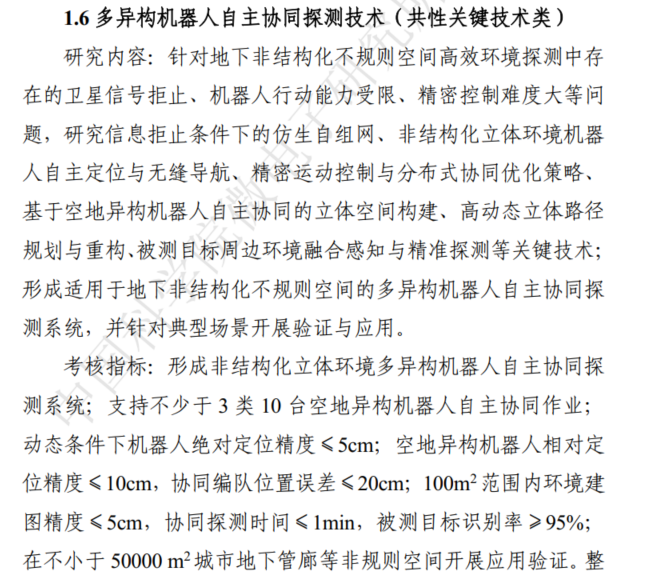 1.6 多异构机器人自主协同探测技术（共性关键技术类）
研究内容：针对地下非结构化不规则空间高效环境探测中存
在的卫星信号拒止、机器人行动能力受限、精密控制难度大等问
题，研究信息拒止条件下的仿生自组网、非结构化立体环境机器
人自主定位与无缝导航、精密运动控制与分布式协同优化策略、
基于空地异构机器人自主协同的立体空间构建、高动态立体路径
规划与重构、被测目标周边环境融合感知与精准探测等关键技术；
形成适用于地下非结构化不规则空间的多异构机器人自主协同探
测系统，并针对典型场景开展验证与应用。
考核指标：形成非结构化立体环境多异构机器人自主协同探
测系统；支持不少于 3 类 10 台空地异构机器人自主协同作业；
动态条件下机器人绝对定位精度≤5cm；空地异构机器人相对定
位精度≤10cm，协同编队位置误差≤20cm；100m² 范围内环境建
图精度≤5cm，协同探测时间≤1min，被测目标识别率≥95%；
在不小于 50000 m² 城市地下管廊等非规则空间开展应用验证。整
中国科学院微电子研究所